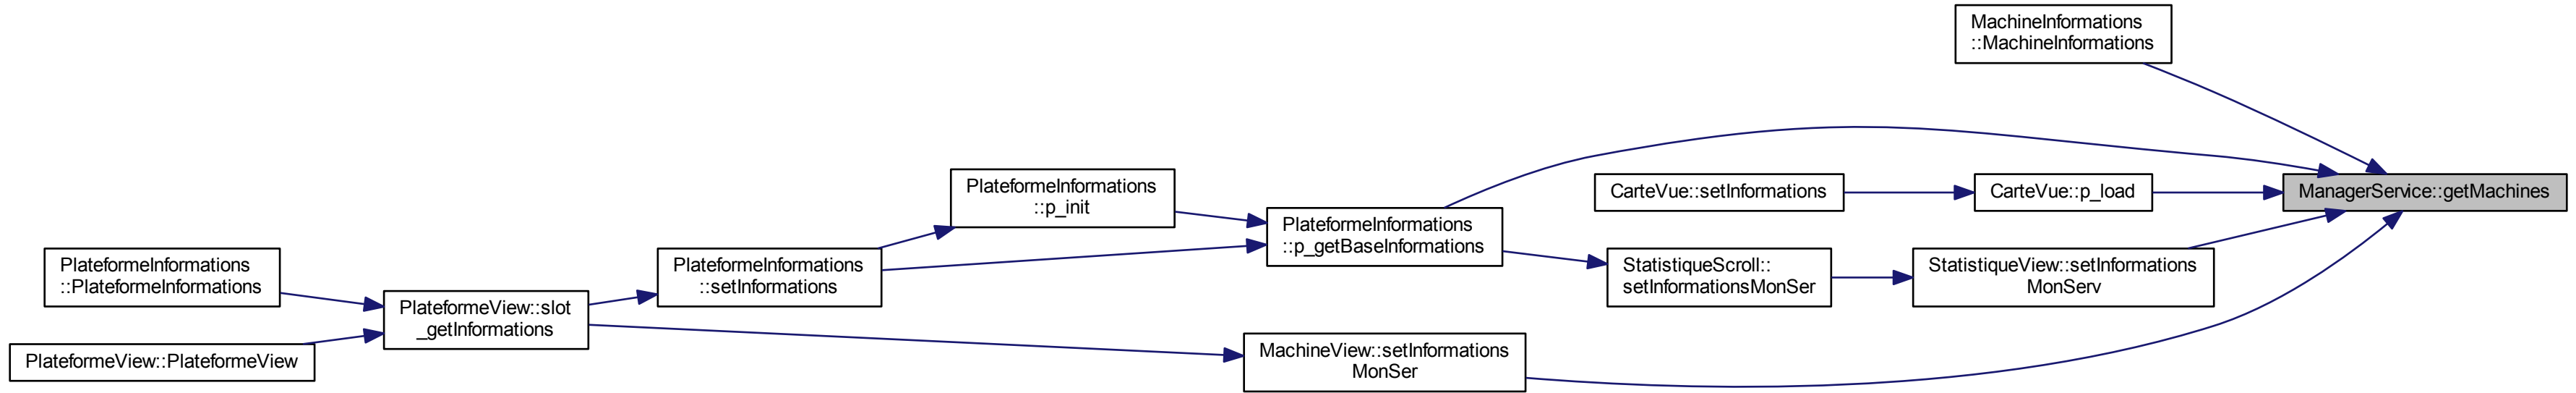 MachineInformations
::MachineInformations
ManagerService::getMachines
CarteVue::setInformations
CarteVue::p_load
PlateformeInformations
::p_init
PlateformeInformations
::p_getBaseInformations
PlateformeInformations
::PlateformeInformations
PlateformeInformations
::setInformations
StatistiqueScroll::
setInformationsMonSer
StatistiqueView::setInformations
MonServ
PlateformeView::slot
_getInformations
PlateformeView::PlateformeView
MachineView::setInformations
MonSer